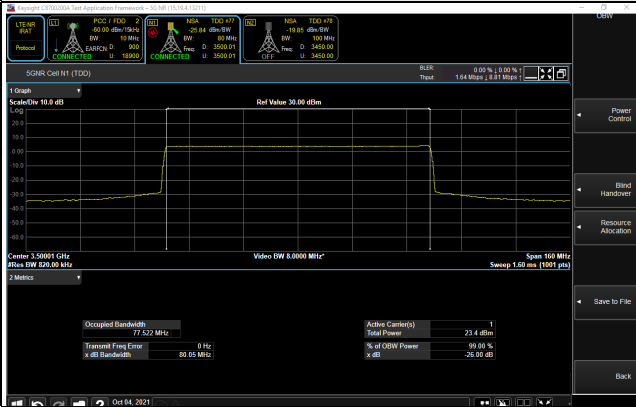 Keysight C8700200A Test Application Framework - 5G-NR (15.19.4.13211)
OBW
LTE-NR
IRAT
Protocol
L1
PCC / FDD 2
-60.00 dBm/15kHz
BW: 10 MHz
EARFCN D: 900
CONNECTED U: 18900
N1
NSA TDD n77
-25.84 dBm/BW
BW: 80 MHz
Freq: D: 3500.01
CONNECTED U: 3500.01
N2
NSA TDD n78
-19.85 dBm/BW
BW: 100 MHz
Freq: D: 3450.00
OFF U: 3450.00
5GNR Cell N1 (TDD)
BLER: 0.00 % ↓ 0.00 % ↑
Thput: 1.64 Mbps ↓ 8.81 Mbps ↑
1 Graph
Scale/Div 10.0 dB
Ref Value 30.00 dBm
Log
20.0
10.0
0.00
-10.0
-20.0
-30.0
-40.0
-50.0
-60.0
Center 3.50001 GHz
Video BW 8.0000 MHz*
Span 160 MHz
#Res BW 820.00 kHz
Sweep 1.60 ms (1001 pts)
2 Metrics
Occupied Bandwidth
77.522 MHz
Transmit Freq Error 0 Hz
x dB Bandwidth 80.05 MHz
Active Carrier(s) 1
Total Power 23.4 dBm
% of OBW Power 99.00 %
x dB -26.00 dB
Power
Control
Blind
Handover
Resource
Allocation
Save to File
Back
?
Oct 04, 2021